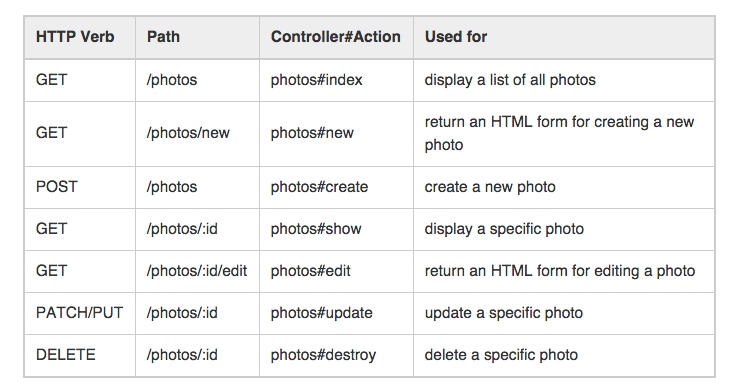 HTTP Verb Path Controller#Action Used for
GET /photos photos#index display a list of all photos
GET /photos/new photos#new return an HTML form for creating a new
photo
POST /photos photos#create create a new photo
GET /photos/:id photos#show display a specific photo
GET /photos/:id/edit photos#edit return an HTML form for editing a photo
PATCH/PUT /photos/:id photos#update update a specific photo
DELETE /photos/:id photos#destroy delete a specific photo